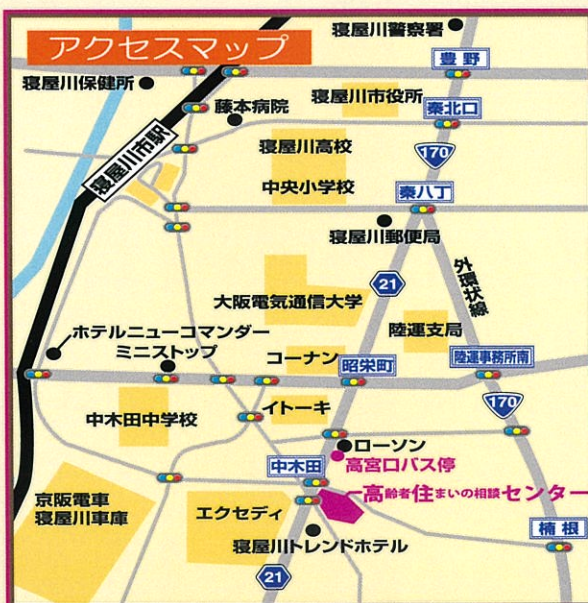 アクセスマップ
寝屋川警察署
豊野
寝屋川保健所
寝屋川市役所
秦北口
藤本病院
170
寝屋川高校
寝屋川市駅
中央小学校
秦八丁
寝屋川郵便局
外環状線
21
大阪電気通信大学
陸運支局
ホテルニューコマンダー
ミニストップ
コーナン
昭栄町
陸運事務所南
170
中木田中学校
イトーキ
ローソン
中木田
高宮口バス停
高齢者住まいの相談センター
京阪電車
寝屋川車庫
エクセディ
楠根
寝屋川トレンドホテル
21